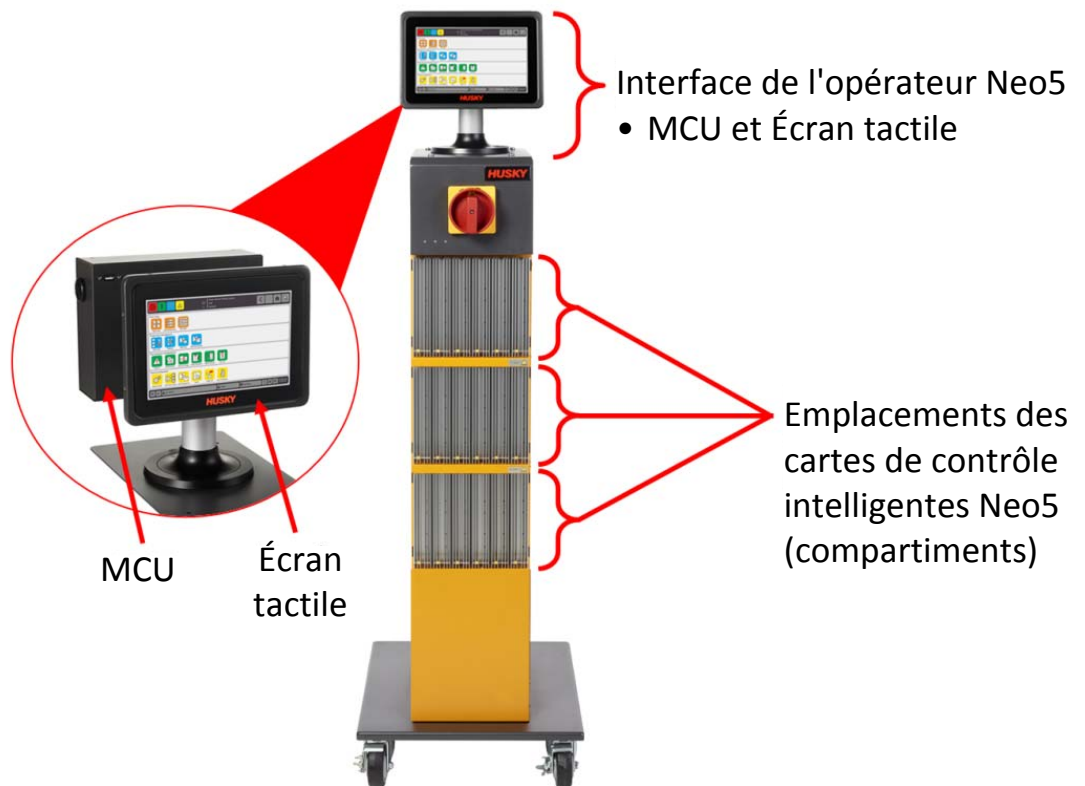 Interface de l'opérateur Neo5
• MCU et Écran tactile
HUSKY
HUSKY
HUSKY
Emplacements des
cartes de contrôle
intelligentes Neo5
(compartiments)
MCU
Écran
tactile